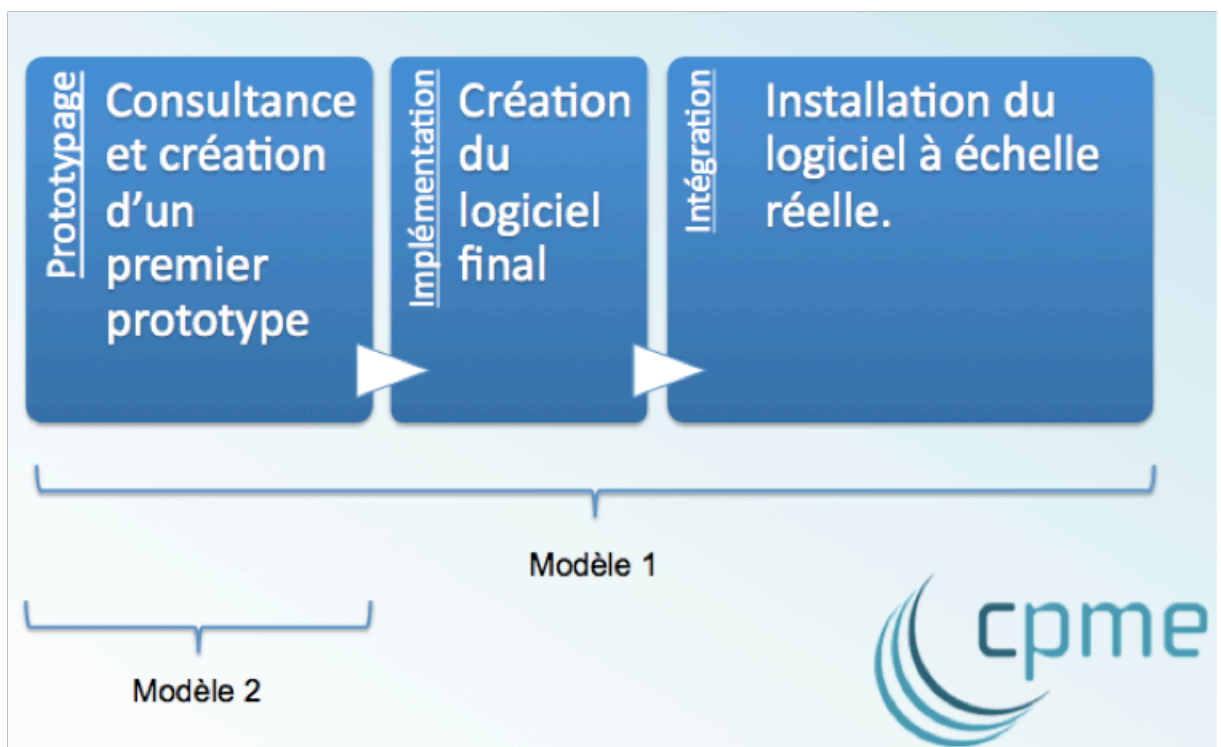 Prototypage
Consultance
et création
d'un
premier
prototype
Implémentation
Création
du
logiciel
final
Intégration
Installation du
logiciel à échelle
réelle.
Modèle 1
Modèle 2
cpme